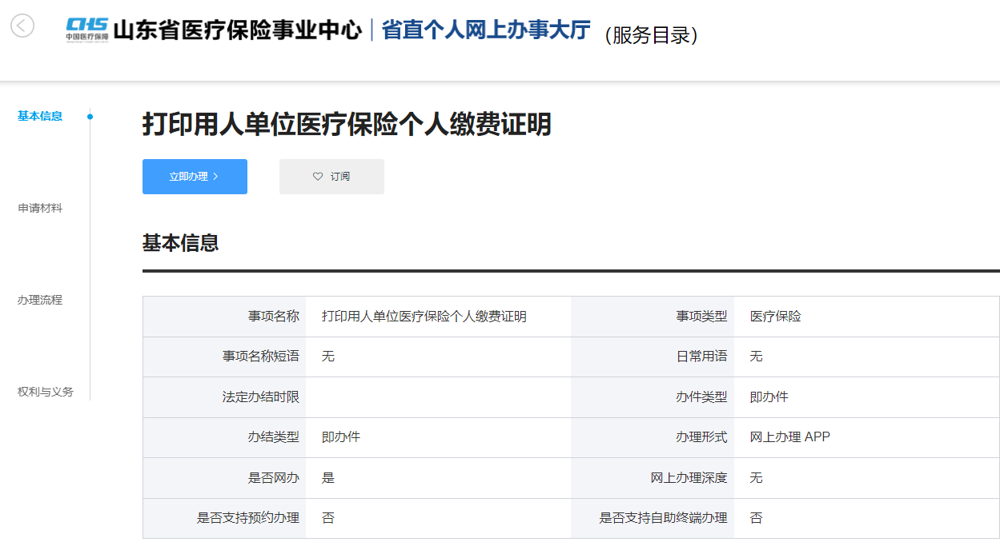 CHS 中国医疗保障 山东省医疗保险事业中心 省直个人网上办事大厅 （服务目录）
基本信息
打印用人单位医疗保险个人缴费证明
立即办理 订阅
申请材料
基本信息
办理流程
事项名称 打印用人单位医疗保险个人缴费证明 事项类型 医疗保险
事项名称短语 无 日常用语 无
权利与义务
法定办结时限 办件类型 即办件
办结类型 即办件 办理形式 网上办理 APP
是否网办 是 网上办理深度 无
是否支持预约办理 否 是否支持自助终端办理 否